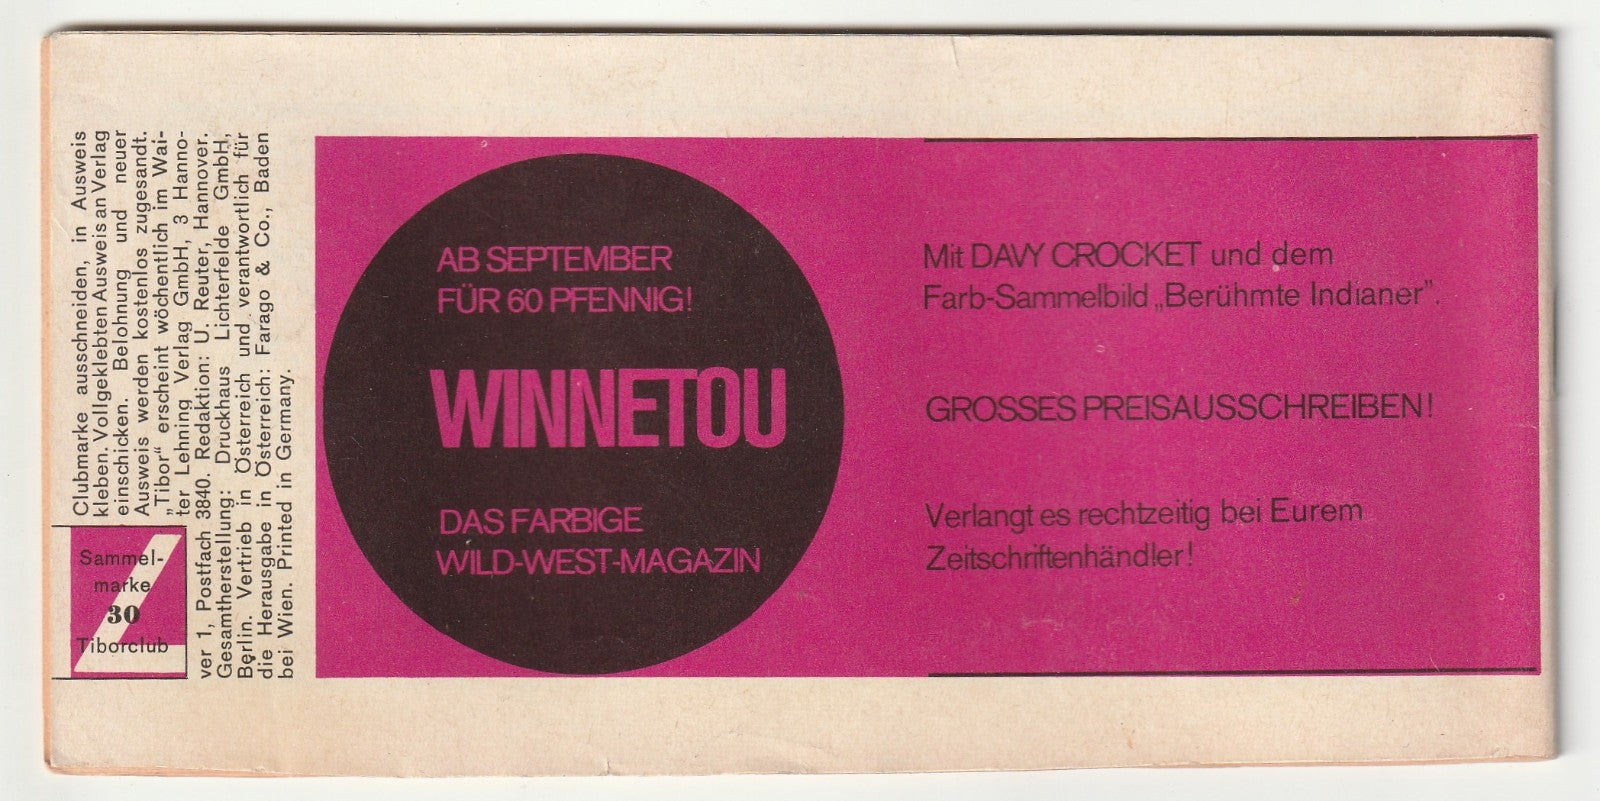 Clubmarke ausschneiden, in Ausweis
kleben. Vollgeklebten Ausweis an Verlag
einschicken. Belohnung und neuer
Ausweis werden kostenlos zugesandt.
„Tibor“ erscheint wöchentlich im Wal-
ter Lehning Verlag GmbH, 3 Hanno-
ver 1, Postfach 3840. Redaktion: U. Reuter, Hannover.
Gesamtherstellung: Druckhaus Lichterfelde GmbH,
Berlin. Vertrieb in Österreich und verantwortlich für
die Herausgabe in Österreich: Farago & Co., Baden
bei Wien. Printed in Germany.
Sammel-
marke
30
Tiborclub
AB SEPTEMBER
FÜR 60 PFENNIG!
WINNETOU
DAS FARBIGE
WILD-WEST-MAGAZIN
Mit DAVY CROCKET und dem
Farb-Sammelbild „Berühmte Indianer”.
GROSSES PREISAUSSCHREIBEN!
Verlangt es rechtzeitig bei Eurem
Zeitschriftenhändler!